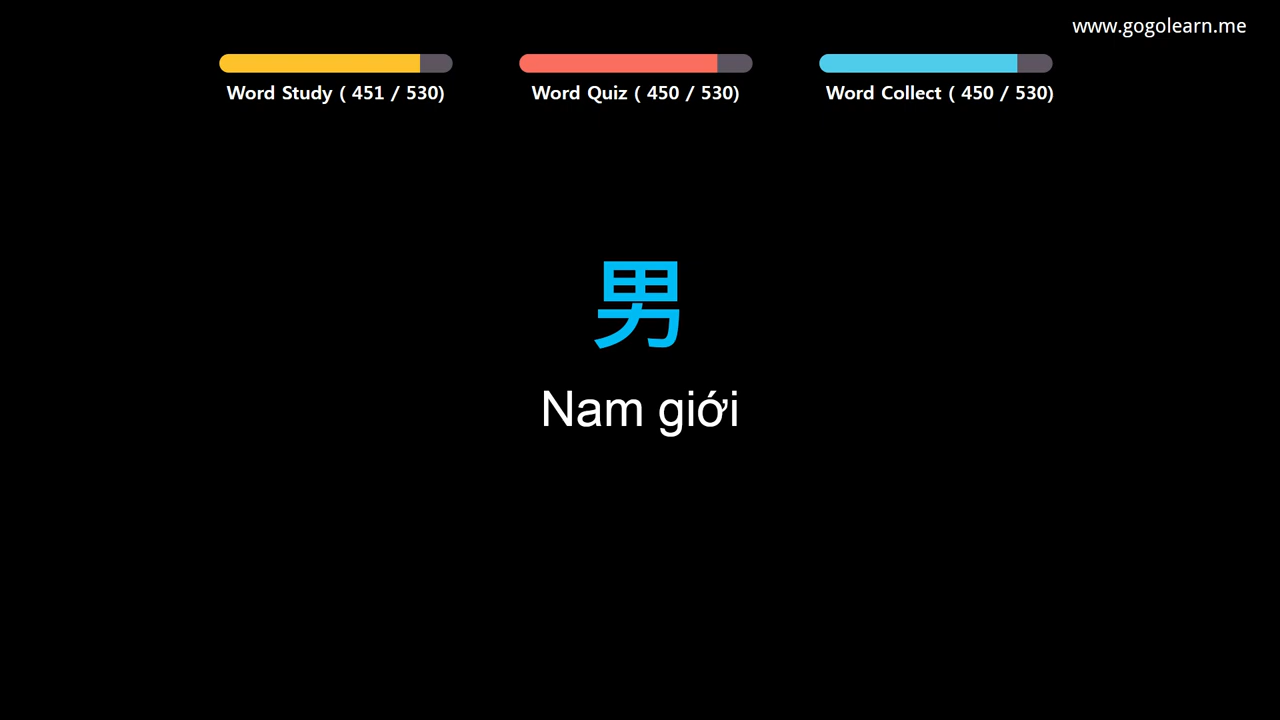 www.gogolearn.me
Word Study ( 451 / 530)
Word Quiz ( 450 / 530)
Word Collect ( 450 / 530)
男
Nam giới